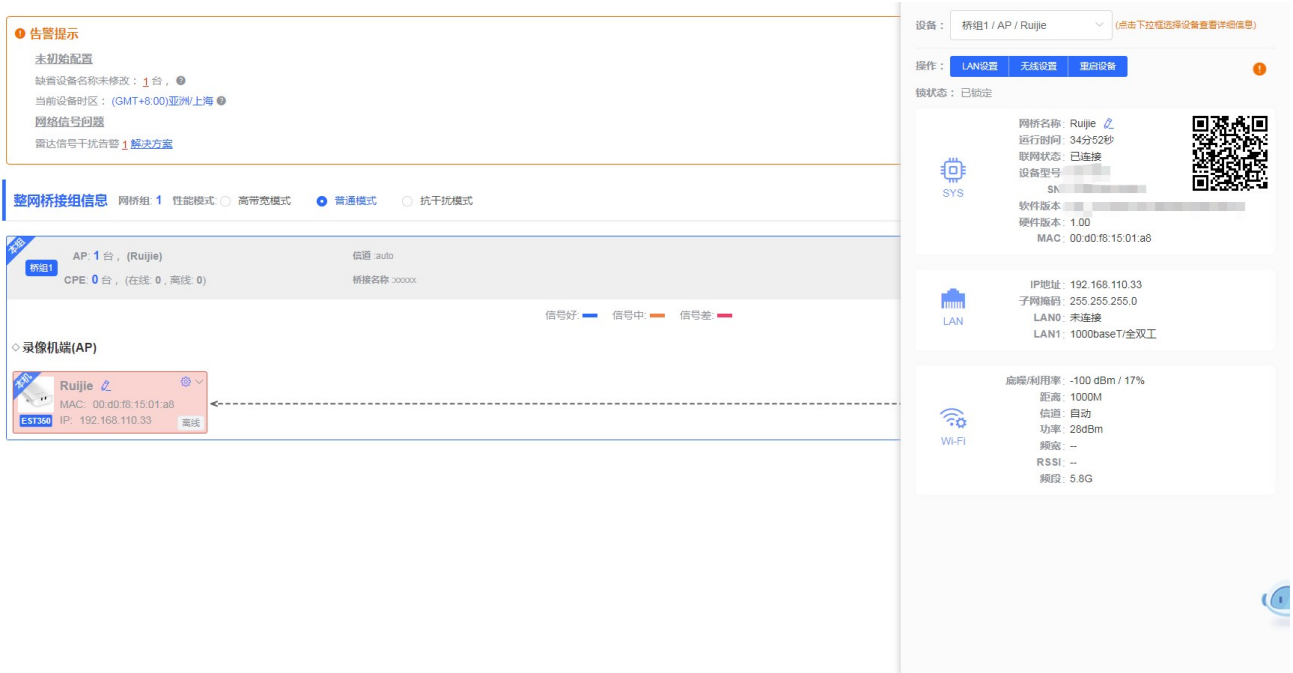 告警提示
未初始配置
缺省设备名称未修改： 1 台，
当前设备时区： (GMT+8:00)亚洲/上海
网络信号问题
雷达信号干扰告警 1 解决方案
整网桥接组信息 网桥组: 1 性能模式: 高带宽模式 普通模式 抗干扰模式
本组
桥组1
AP: 1 台， (Ruijie)
信道 :auto
CPE: 0 台， (在线: 0 , 离线: 0)
桥接名称 :xxxxx
信号好: 信号中: 信号差:
录像机端(AP)
本机
Ruijie
MAC: 00:d0:f8:15:01:a8
EST350 IP: 192.168.110.33 离线
设备： 桥组1 / AP / Ruijie (点击下拉框选择设备查看详细信息)
操作： LAN设置 无线设置 重启设备
锁状态： 已锁定
SYS
网桥名称: Ruijie
运行时间: 34分52秒
联网状态: 已连接
设备型号
SN
软件版本
硬件版本: 1.00
MAC: 00:d0:f8:15:01:a8
LAN
IP地址: 192.168.110.33
子网掩码: 255.255.255.0
LAN0: 未连接
LAN1: 1000baseT/全双工
Wi-Fi
底噪/利用率: -100 dBm / 17%
距离: 1000M
信道: 自动
功率: 28dBm
频宽: --
RSSI: --
频段: 5.8G